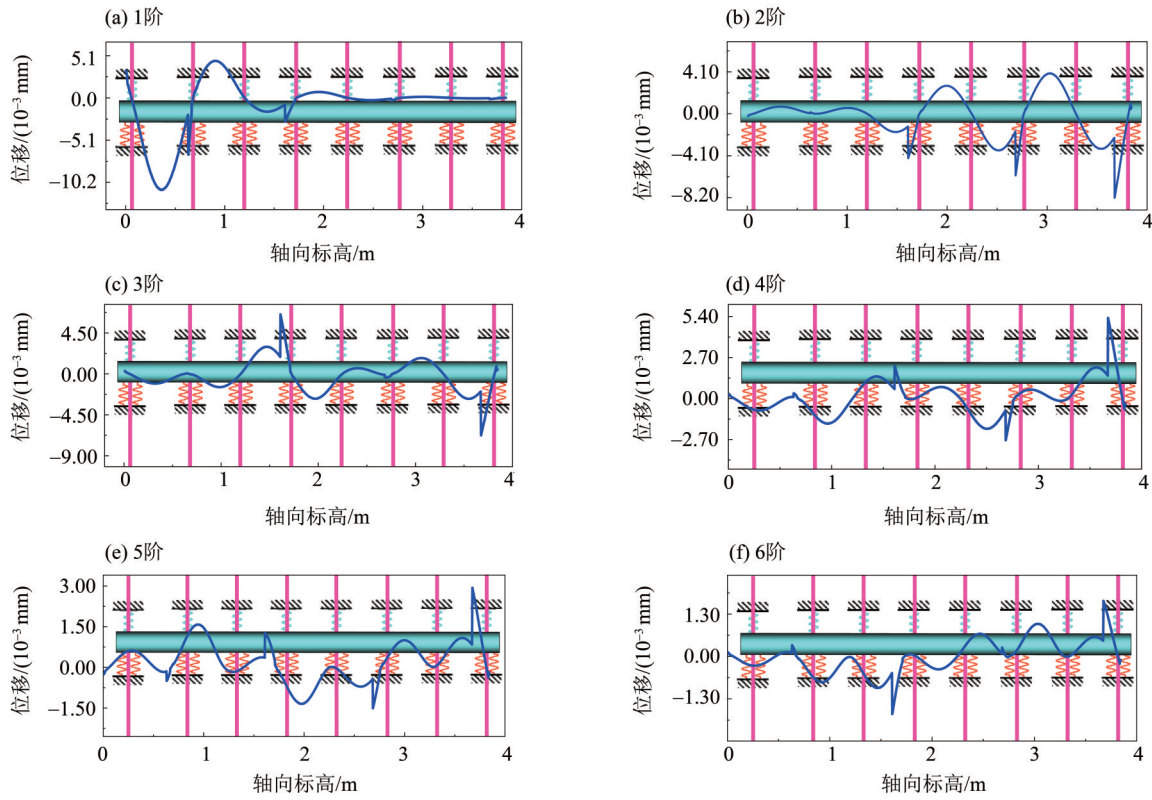 (a) 1阶
位移/(10⁻³ mm)
5.1
0.0
–5.1
–10.2
0 1 2 3 4
轴向标高/m
(b) 2阶
位移/(10⁻³ mm)
4.10
0.00
–4.10
–8.20
0 1 2 3 4
轴向标高/m
(c) 3阶
位移/(10⁻³ mm)
4.50
0.00
–4.50
–9.00
0 1 2 3 4
轴向标高/m
(d) 4阶
位移/(10⁻³ mm)
5.40
2.70
0.00
–2.70
0 1 2 3 4
轴向标高/m
(e) 5阶
位移/(10⁻³ mm)
3.00
1.50
0.00
–1.50
0 1 2 3 4
轴向标高/m
(f) 6阶
位移/(10⁻³ mm)
1.30
0.00
–1.30
0 1 2 3 4
轴向标高/m